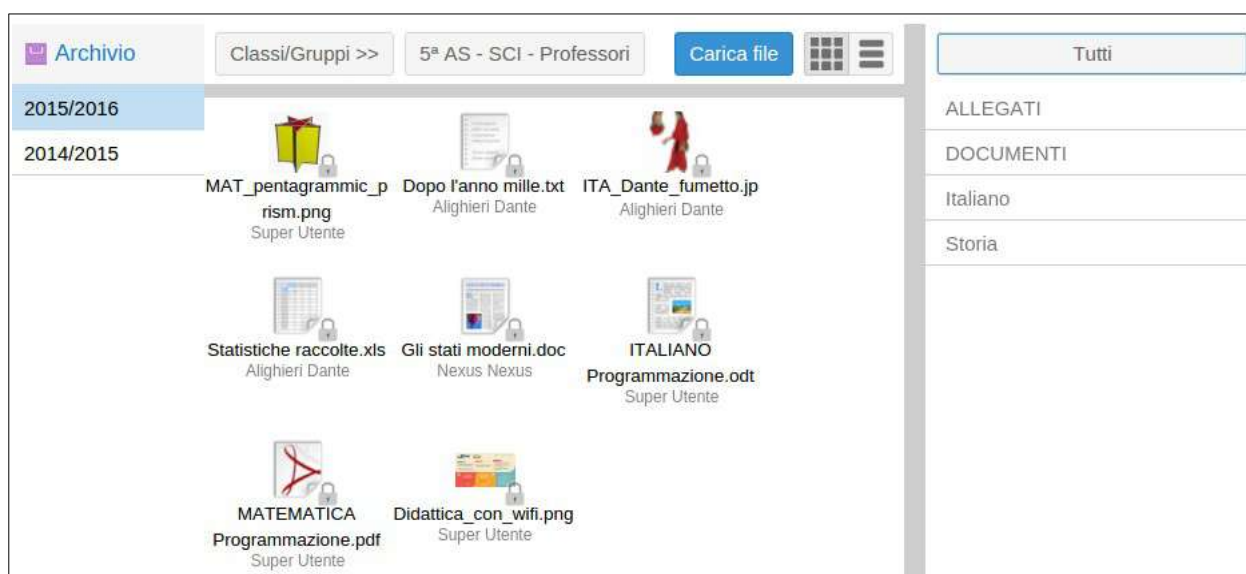 Archivio
Classi/Gruppi >>
5ª AS - SCI - Professori
Carica file
Tutti
2015/2016
2014/2015
ALLEGATI
DOCUMENTI
Italiano
Storia
MAT_pentagrammic_p
rism.png
Super Utente
Dopo l'anno mille.txt
Alighieri Dante
ITA_Dante_fumetto.jp
Alighieri Dante
Statistiche raccolte.xls
Alighieri Dante
Gli stati moderni.doc
Nexus Nexus
ITALIANO
Programmazione.odt
Super Utente
MATEMATICA
Programmazione.pdf
Super Utente
Didattica_con_wifi.png
Super Utente